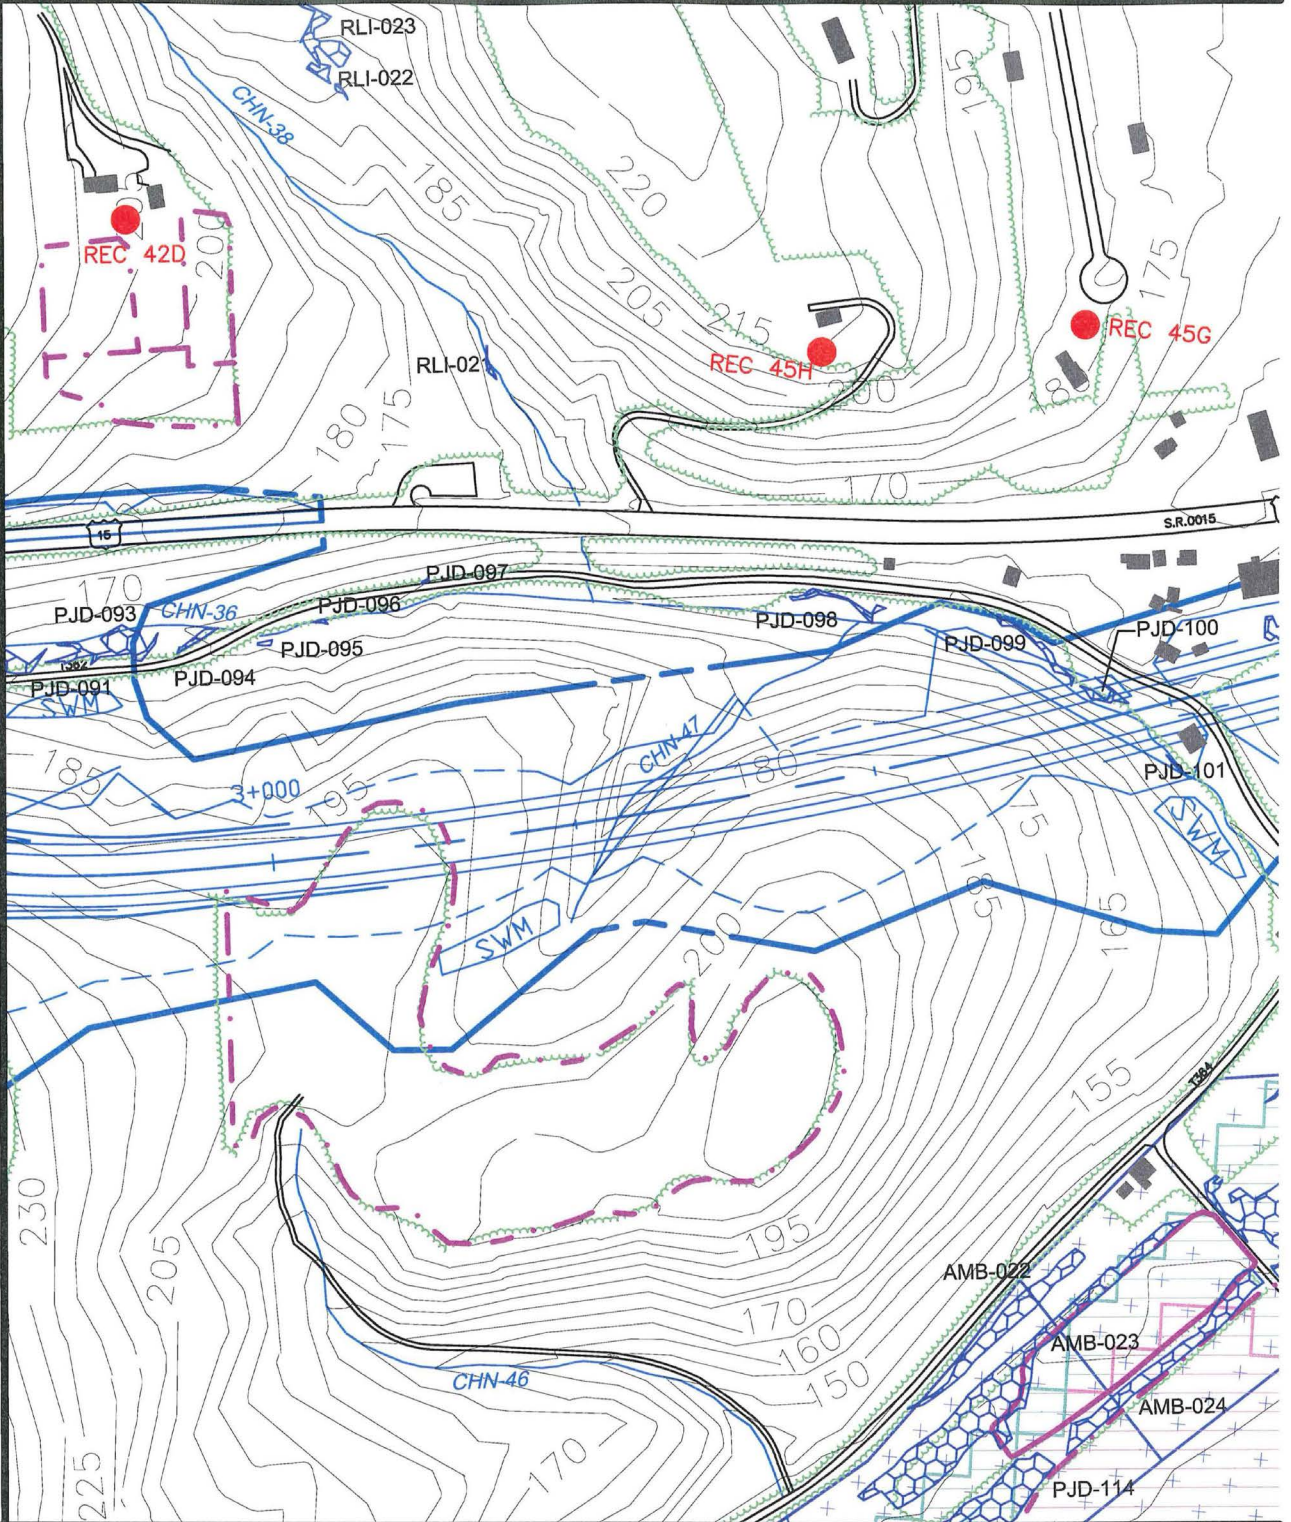 RLI-023
RLI-022
CHN-38
195
185
220
200
REC 42D
205
215
175
REC 45G
REC 45H
RLI-021
180
175
170
S.R.0015
15
170
PJD-097
PJD-093
CHN-36
PJD-096
PJD-098
PJD-100
PJD-099
PJD-095
T382
PJD-094
PJD-091
SWM
CHN-47
185
180
PJD-101
3+000
195
175
SWM
185
165
SWM
200
155
T384
230
195
205
AMB-022
170
AMB-023
160
CHN-46
150
AMB-024
170
225
PJD-114